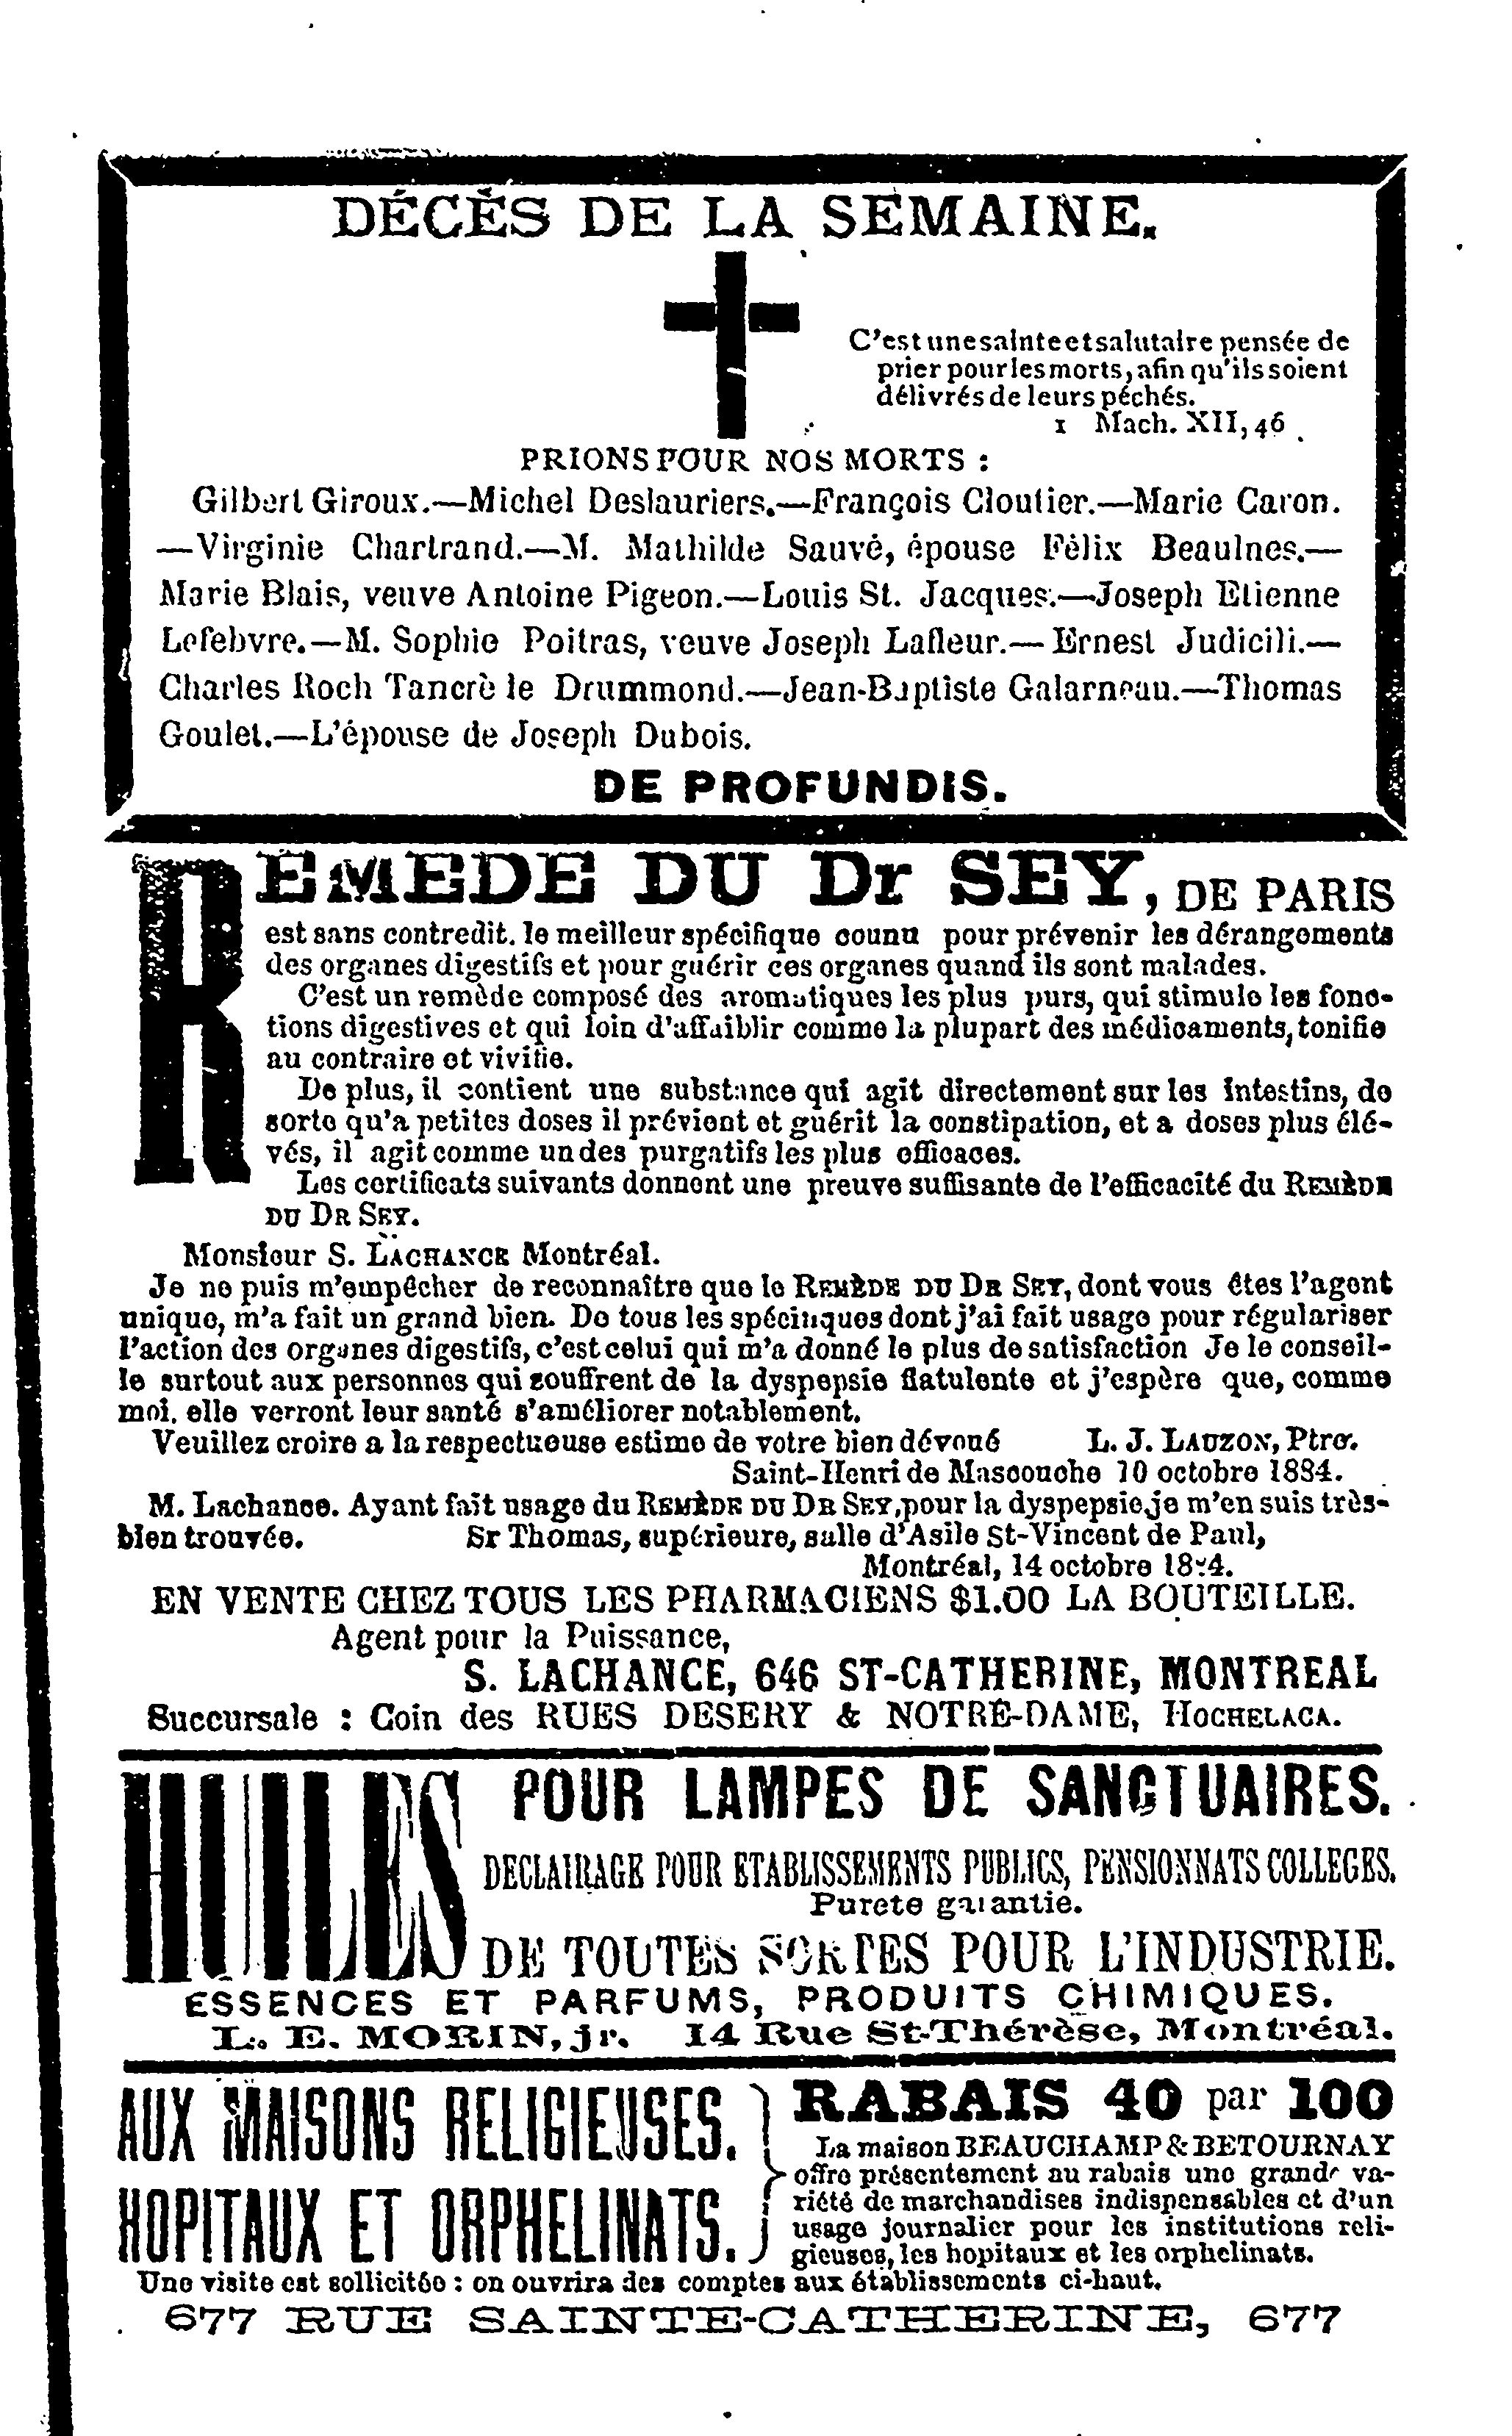 DÉCÈS DE LA SEMAINE.
C'est une sainte et salutaire pensée de
prier pour les morts, afin qu'ils soient
délivrés de leurs péchés.
1 Mach. XII, 46
PRIONS POUR NOS MORTS :
Gilbert Giroux.—Michel Deslauriers.—François Cloutier.—Marie Caron.
—Virginie Chartrand.—M. Mathilde Sauvé, épouse Félix Beaulnes.—
Marie Blais, veuve Antoine Pigeon.—Louis St. Jacques.—Joseph Etienne
Lefebvre.—M. Sophie Poitras, veuve Joseph Lafleur.—Ernest Judicili.—
Charles Roch Tancrè le Drummond.—Jean-Baptiste Galarneau.—Thomas
Goulet.—L'épouse de Joseph Dubois.
DE PROFUNDIS.
REMEDE DU Dr SEY, DE PARIS
est sans contredit. le meilleur spécifique counu pour prévenir les dérangements
des organes digestifs et pour guérir ces organes quand ils sont malades.
C'est un remède composé des aromatiques les plus purs, qui stimule les fonc-
tions digestives et qui loin d'affaiblir comme la plupart des médicaments, tonifie
au contraire et vivifie.
De plus, il contient une substance qui agit directement sur les intestins, de
sorte qu'a petites doses il prévient et guérit la constipation, et a doses plus élé-
vés, il agit comme un des purgatifs les plus efficaces.
Les certificats suivants donnent une preuve suffisante de l'efficacité du REMÈDE
DU DR SEY.
Monsieur S. LACHANCE Montréal.
Je ne puis m'empêcher de reconnaître que le REMÈDE DU DR SEY, dont vous êtes l'agent
unique, m'a fait un grand bien. De tous les spécifiques dont j'ai fait usage pour régulariser
l'action des organes digestifs, c'est celui qui m'a donné le plus de satisfaction Je le conseil-
le surtout aux personnes qui souffrent de la dyspepsie flatulente et j'espère que, comme
moi. elle verront leur santé s'améliorer notablement.
Veuillez croire a la respectueuse estime de votre bien dévoué L. J. LAUZON, Ptre.
Saint-Henri de Mascouche 10 octobre 1884.
M. Lachance. Ayant fait usage du REMÈDE DU DR SEY, pour la dyspepsie je m'en suis très-
bien trouvée. Sr Thomas, supérieure, salle d'Asile St-Vincent de Paul,
Montréal, 14 octobre 1884.
EN VENTE CHEZ TOUS LES PHARMACIENS $1.00 LA BOUTEILLE.
Agent pour la Puissance,
S. LACHANCE, 646 ST-CATHERINE, MONTREAL
Succursale : Coin des RUES DESERY & NOTRE-DAME, HOCHELAGA.
HUILES POUR LAMPES DE SANCTUAIRES.
DECLAIRAGE POUR ETABLISSEMENTS PUBLICS, PENSIONNATS COLLEGES.
Purete garantie.
DE TOUTES SORTES POUR L'INDUSTRIE.
ESSENCES ET PARFUMS, PRODUITS CHIMIQUES.
L. E. MORIN, jr. 14 Rue St-Thérèse, Montréal.
AUX MAISONS RELIGIEUSES.
HOPITAUX ET ORPHELINATS.
RABAIS 40 par 100
La maison BEAUCHAMP & BETOURNAY
offre présentement au rabais une grande va-
riété de marchandises indispensables et d'un
usage journalier pour les institutions reli-
gieuses, les hopitaux et les orphelinats.
Une visite est sollicitée : on ouvrira des comptes aux établissements ci-haut.
677 RUE SAINTE-CATHERINE, 677